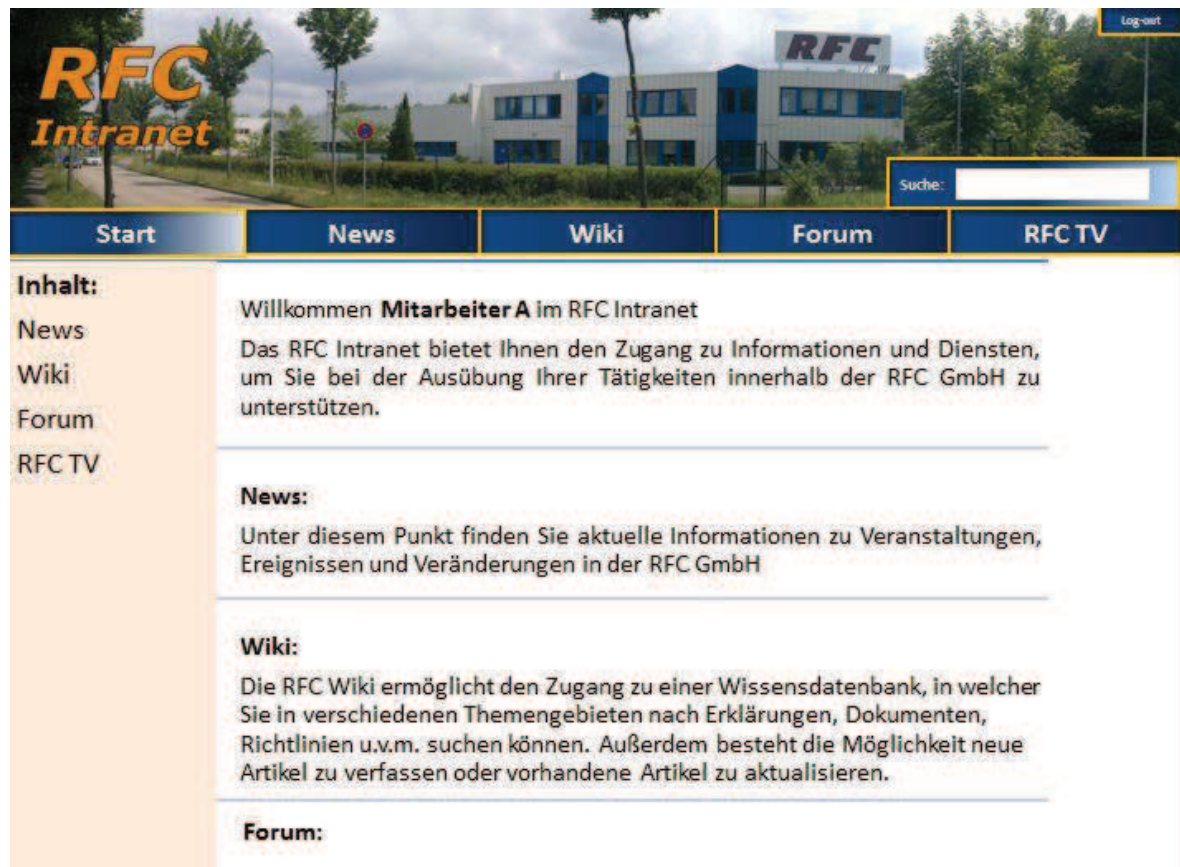 Log-out
RFC
RFC
Intranet
Suche:
Start News Wiki Forum RFC TV
Inhalt:
News
Wiki
Forum
RFC TV
Willkommen Mitarbeiter A im RFC Intranet
Das RFC Intranet bietet Ihnen den Zugang zu Informationen und Diensten,
um Sie bei der Ausübung Ihrer Tätigkeiten innerhalb der RFC GmbH zu
unterstützen.
News:
Unter diesem Punkt finden Sie aktuelle Informationen zu Veranstaltungen,
Ereignissen und Veränderungen in der RFC GmbH
Wiki:
Die RFC Wiki ermöglicht den Zugang zu einer Wissensdatenbank, in welcher
Sie in verschiedenen Themengebieten nach Erklärungen, Dokumenten,
Richtlinien u.v.m. suchen können. Außerdem besteht die Möglichkeit neue
Artikel zu verfassen oder vorhandene Artikel zu aktualisieren.
Forum: